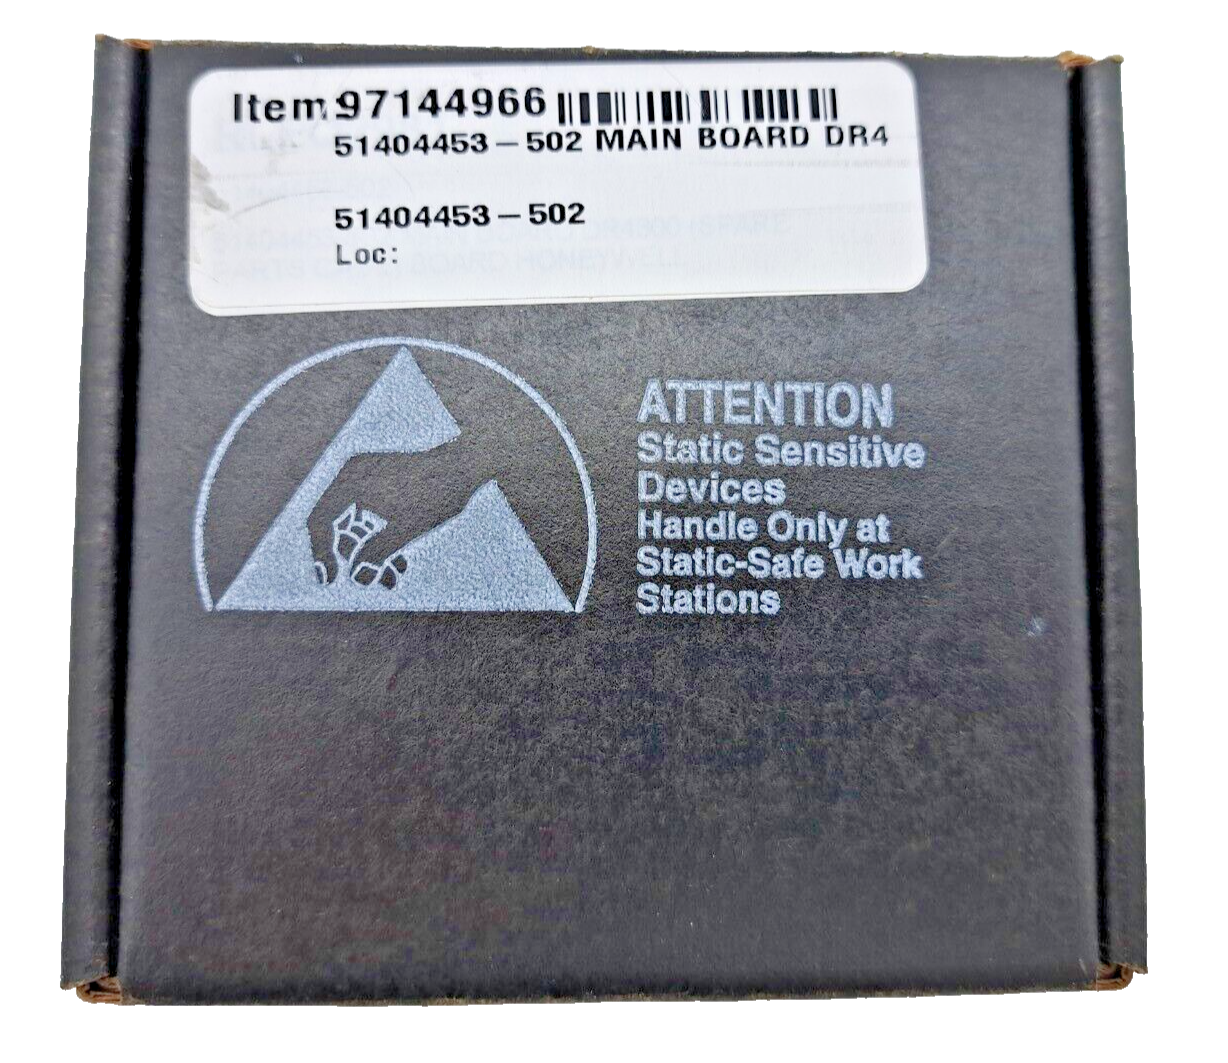 Item:97144966
51404453-502 MAIN BOARD DR4
51404453-502
Loc:
ATTENTION
Static Sensitive
Devices
Handle Only at
Static-Safe Work
Stations